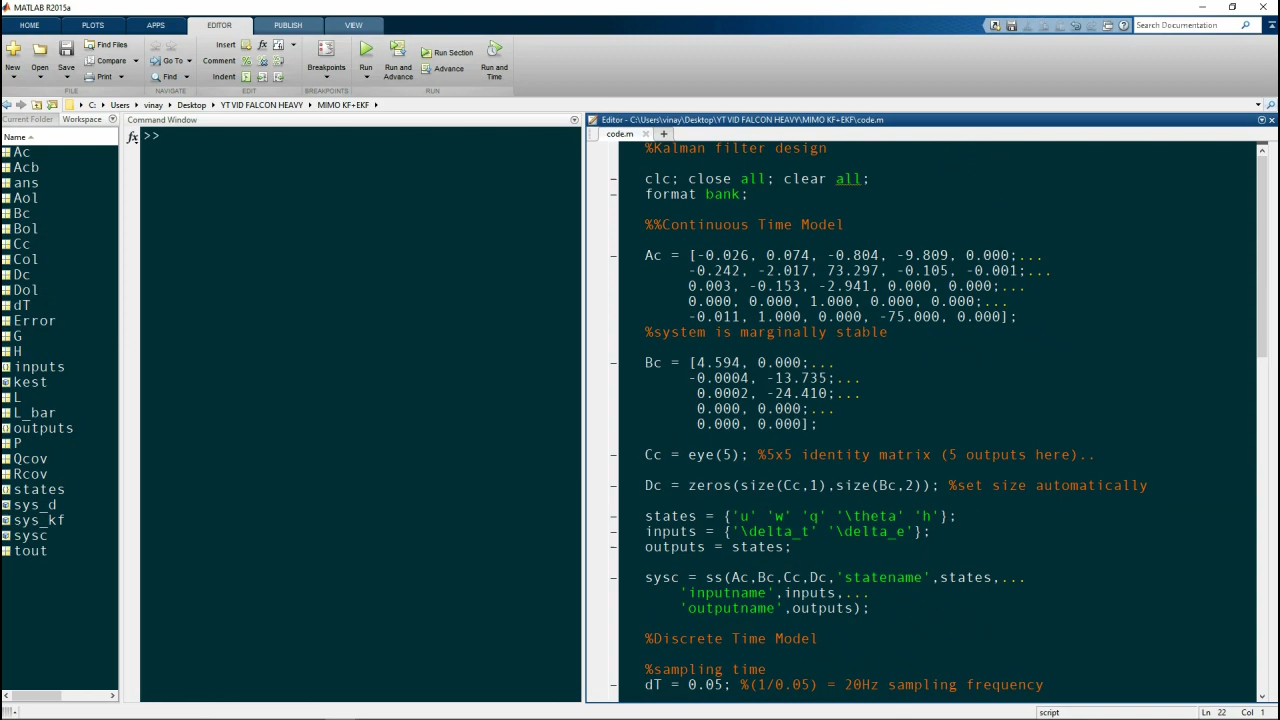 MATLAB R2015a
HOME PLOTS APPS EDITOR PUBLISH VIEW
Search Documentation
New Open Save Find Files Compare Print
Insert Comment Indent
fx
Go To Find
Breakpoints
Run Run and Advance Run Section Advance Run and Time
FILE NAVIGATE EDIT BREAKPOINTS RUN
C: Users vinay Desktop YT VID FALCON HEAVY MIMO KF+EKF
Current Folder Workspace
Name
Ac
Acb
ans
Aol
Bc
Bol
Cc
Col
Dc
Dol
dT
Error
G
H
inputs
kest
L
L_bar
outputs
P
Qcov
Rcov
states
sys_d
sys_kf
sysc
tout
Command Window
fx >>
Editor - C:\Users\vinay\Desktop\YT VID FALCON HEAVY\MIMO KF+EKF\code.m
code.m
%Kalman filter design
clc; close all; clear all;
format bank;
%%Continuous Time Model
Ac = [-0.026, 0.074, -0.804, -9.809, 0.000;...
-0.242, -2.017, 73.297, -0.105, -0.001;...
0.003, -0.153, -2.941, 0.000, 0.000;...
0.000, 0.000, 1.000, 0.000, 0.000;...
-0.011, 1.000, 0.000, -75.000, 0.000];
%system is marginally stable
Bc = [4.594, 0.000;...
-0.0004, -13.735;...
0.0002, -24.410;...
0.000, 0.000;...
0.000, 0.000];
Cc = eye(5); %5x5 identity matrix (5 outputs here)..
Dc = zeros(size(Cc,1),size(Bc,2)); %set size automatically
states = {'u' 'w' 'q' '\theta' 'h'};
inputs = {'\delta_t' '\delta_e'};
outputs = states;
sysc = ss(Ac,Bc,Cc,Dc,'statename',states,...
'inputname',inputs,...
'outputname',outputs);
%Discrete Time Model
%sampling time
dT = 0.05; %(1/0.05) = 20Hz sampling frequency
script
Ln 22 Col 1